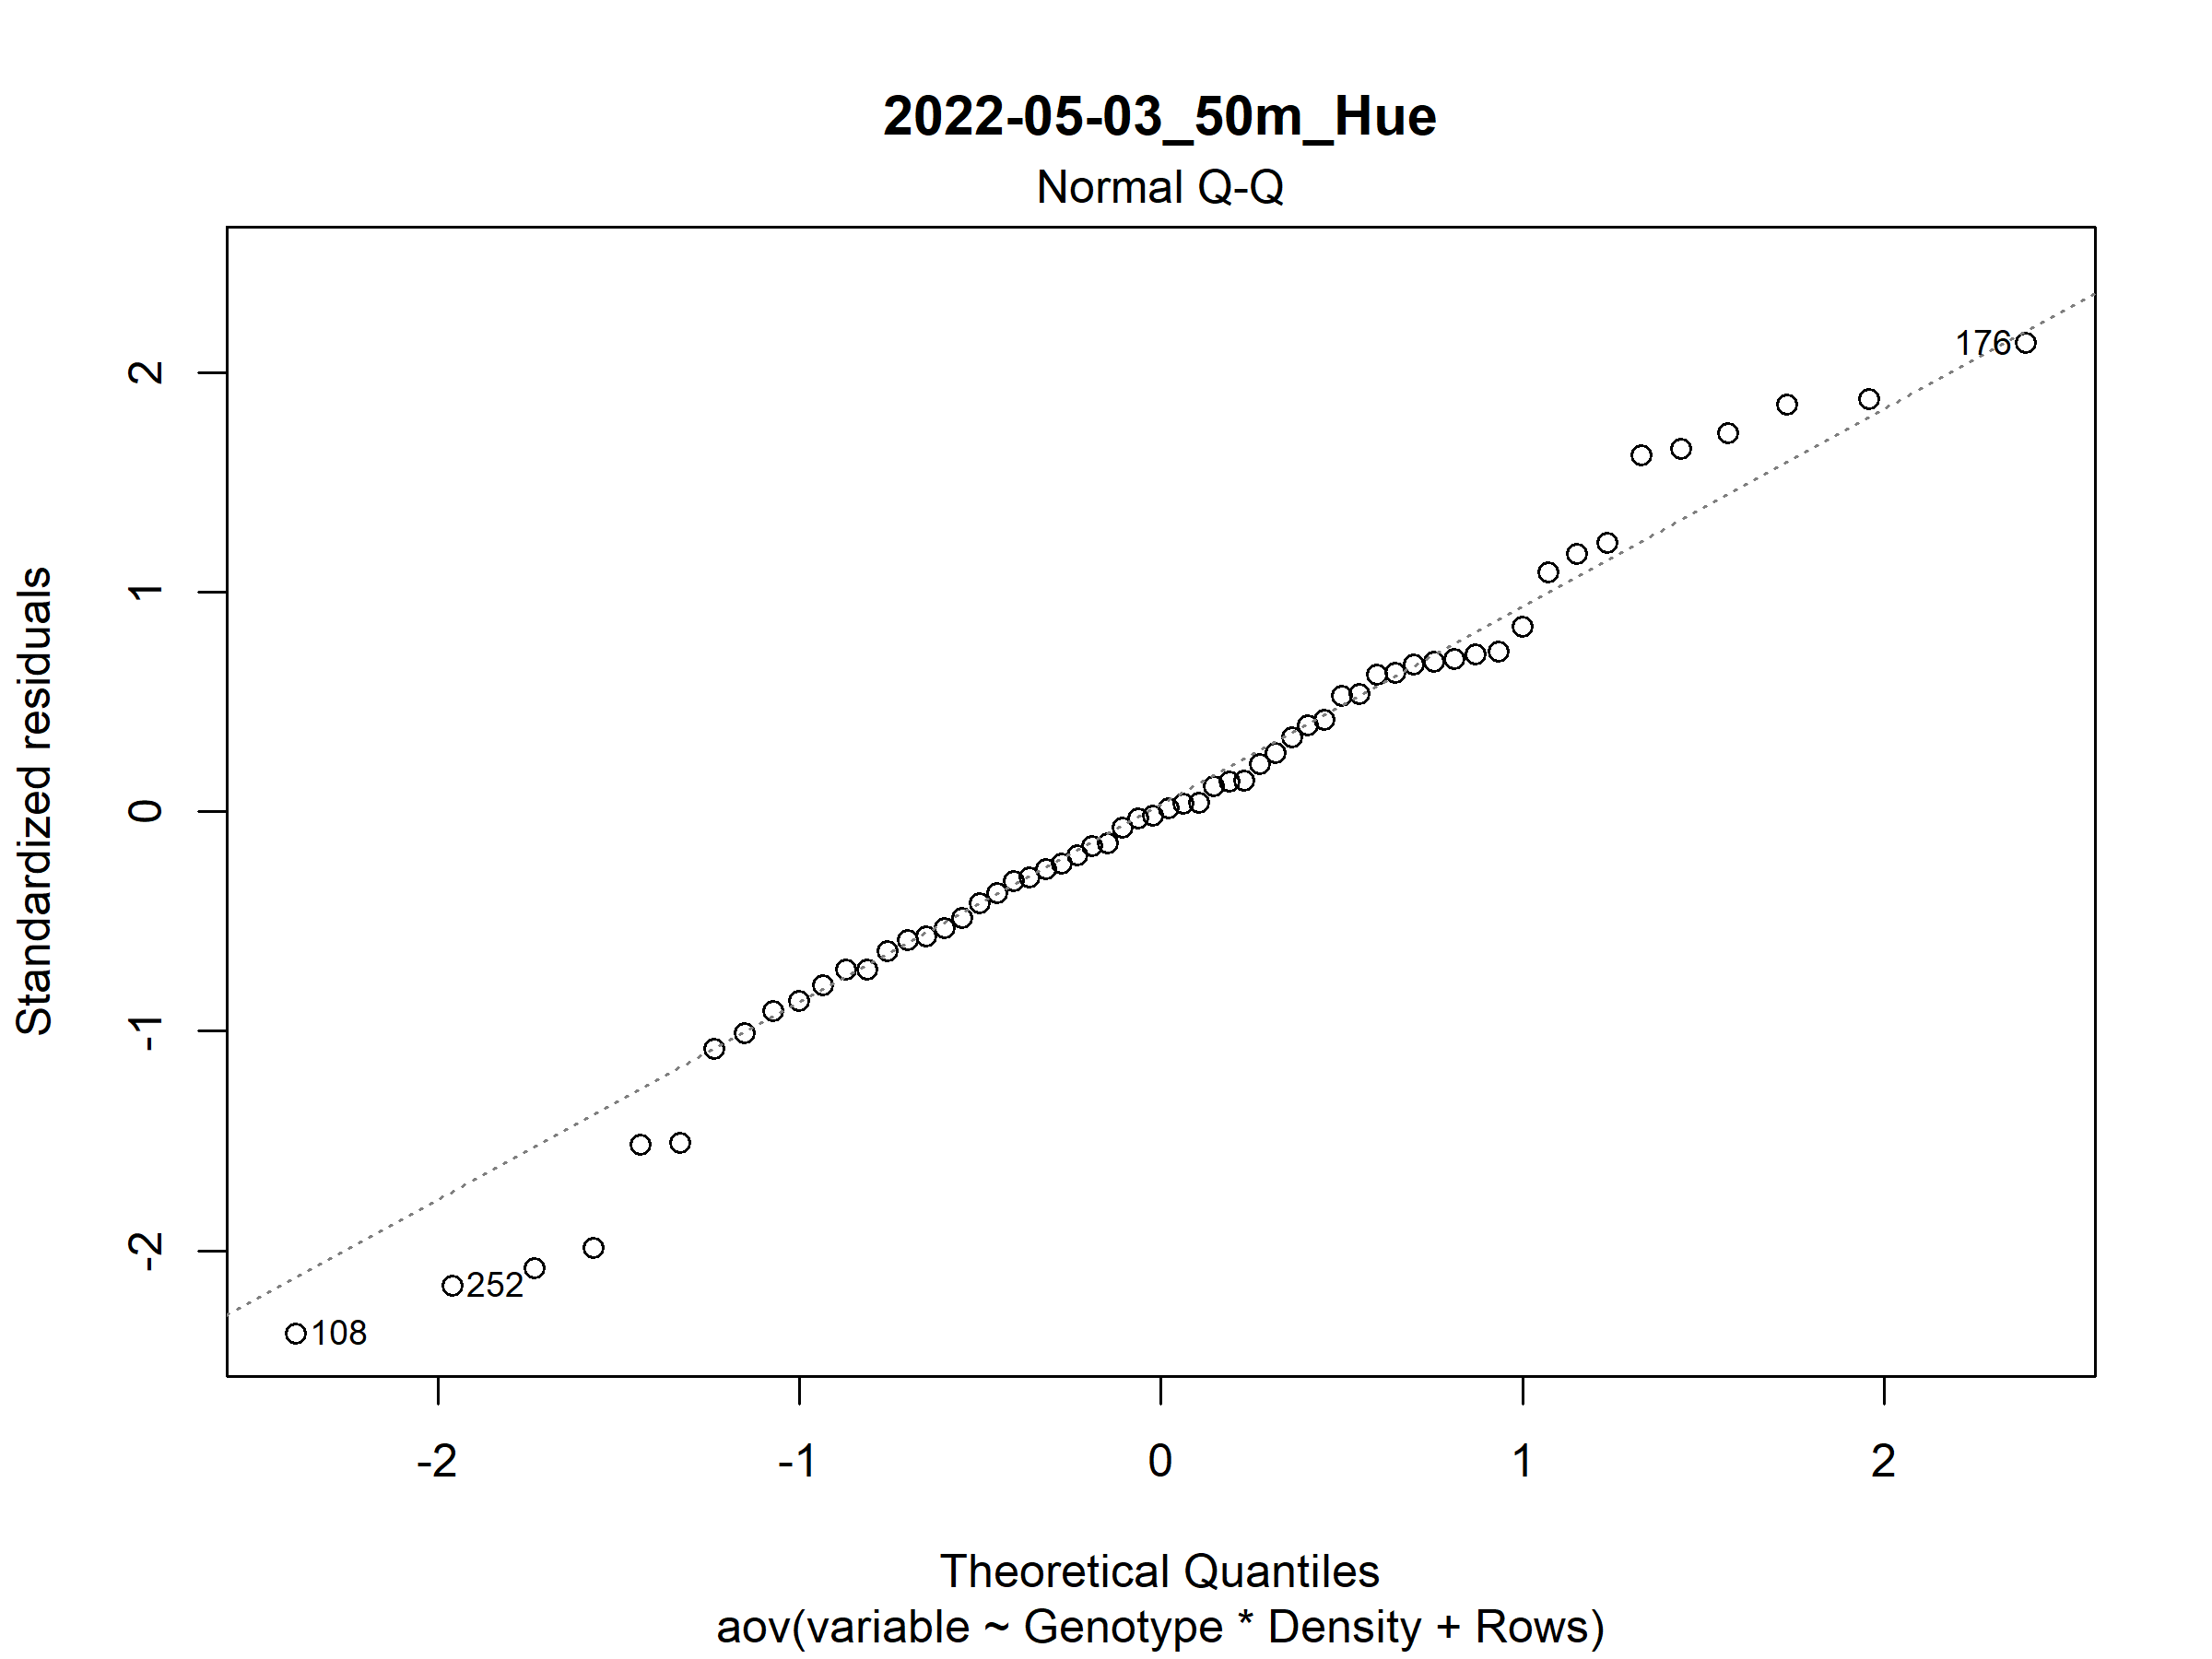 2022-05-03_50m_Hue
Normal Q-Q
176
2
1
0
-1
-2
Standardized residuals
252
108
-2
-1
0
1
2
Theoretical Quantiles
aov(variable ~ Genotype * Density + Rows)